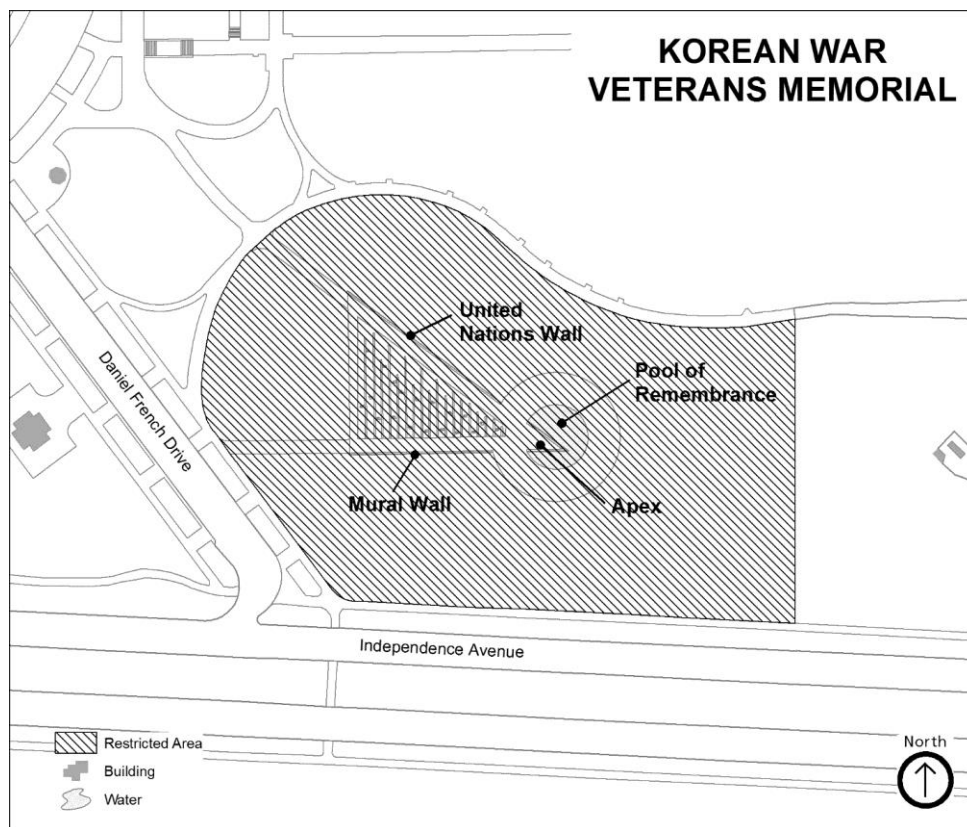 KOREAN WAR
VETERANS MEMORIAL
United
Nations Wall
Pool of
Remembrance
Daniel French Drive
Mural Wall
Apex
Independence Avenue
Restricted Area
Building
Water
North